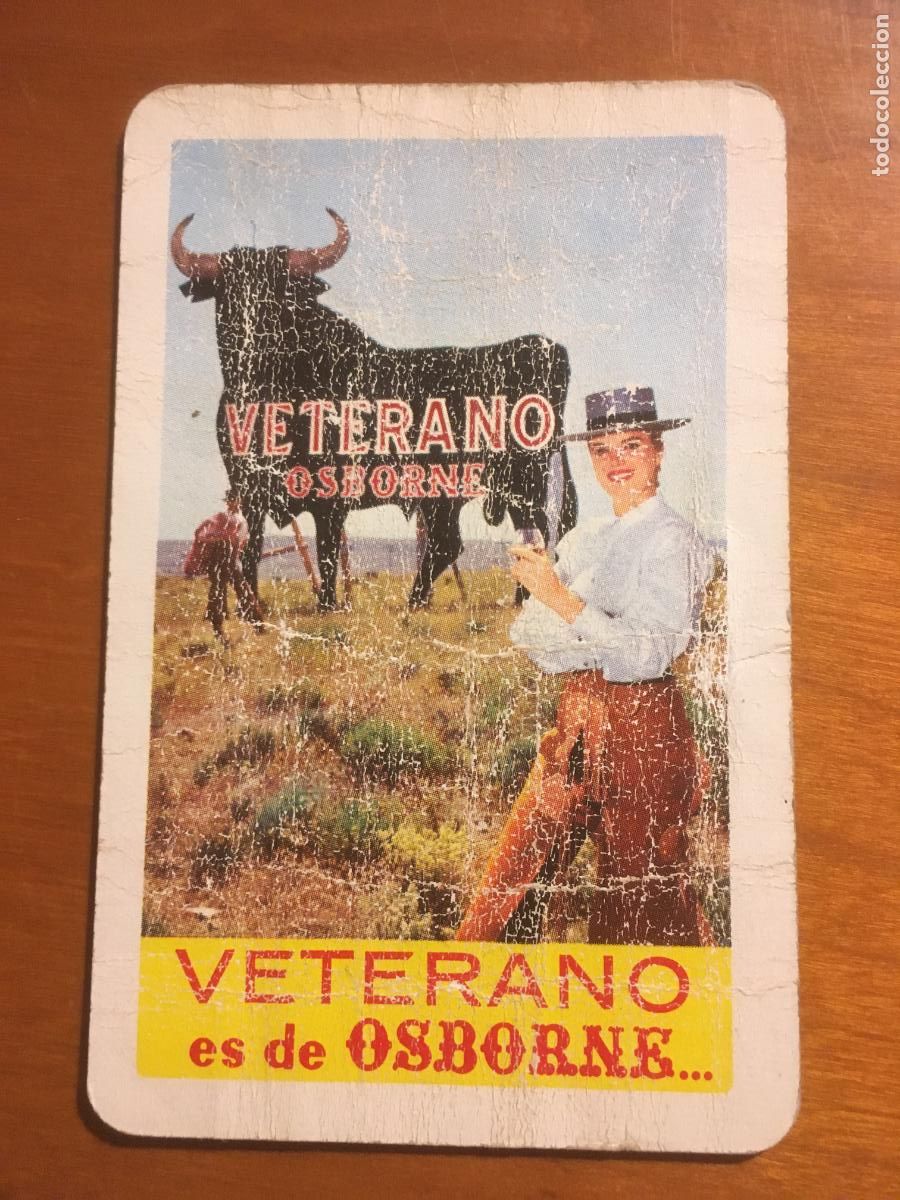 todocoleccion
VETERANO
OSBORNE
VETERANO
es de OSBORNE...